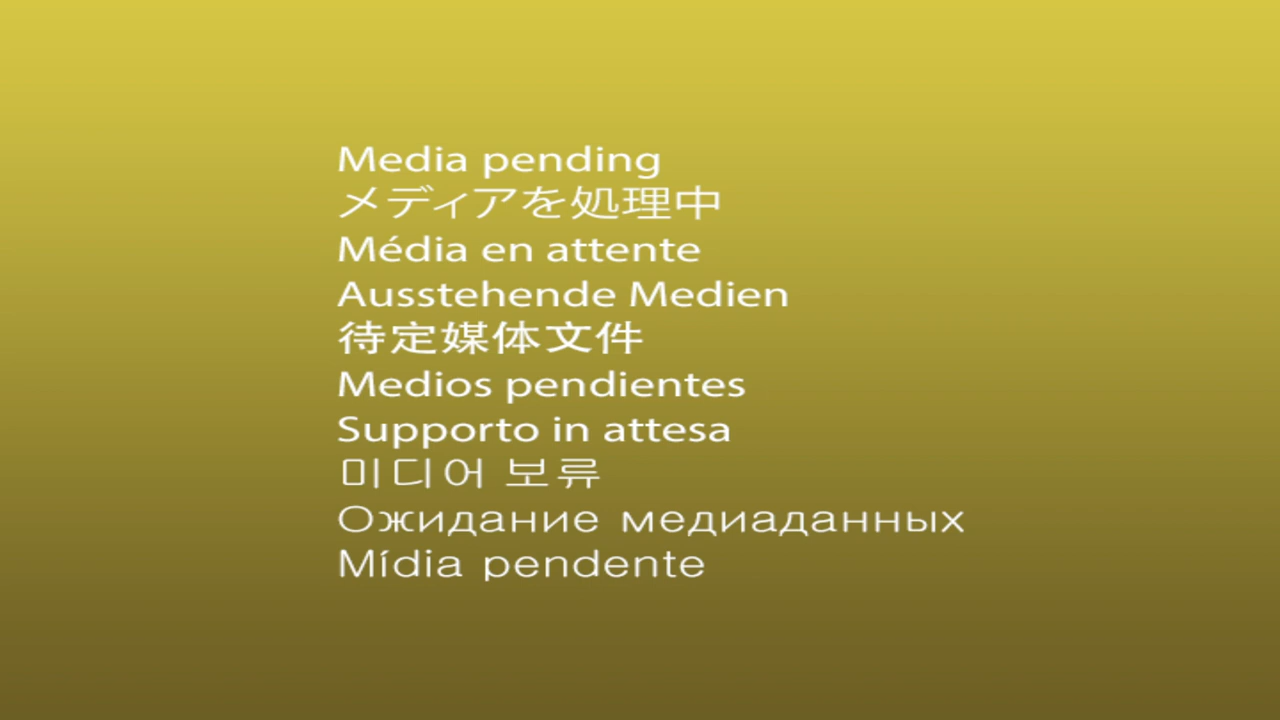 Media pending
メディアを処理中
Média en attente
Ausstehende Medien
待定媒体文件
Medios pendientes
Supporto in attesa
미디어 보류
Ожидание медиаданных
Mídia pendente